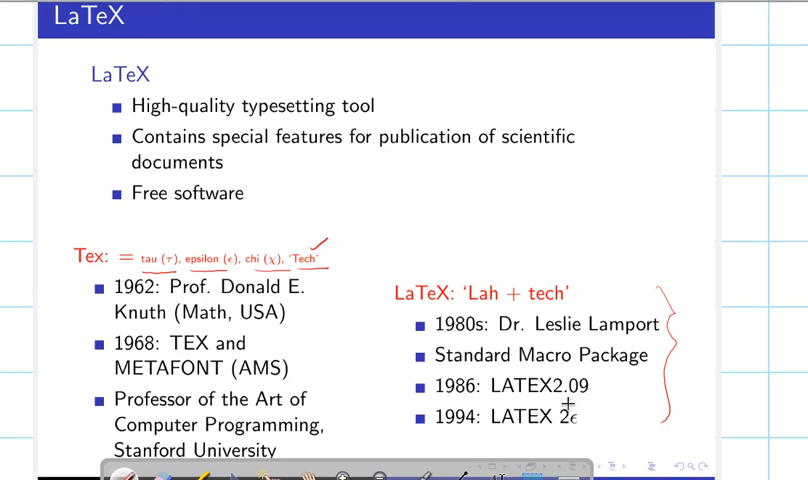 LaTeX
LaTeX
High-quality typesetting tool
Contains special features for publication of scientific
documents
Free software
Tex: = tau (τ), epsilon (ϵ), chi (χ), 'Tech'
1962: Prof. Donald E.
Knuth (Math, USA)
1968: TEX and
METAFONT (AMS)
Professor of the Art of
Computer Programming,
Stanford University
LaTeX: 'Lah + tech'
1980s: Dr. Leslie Lamport
Standard Macro Package
1986: LATEX2.09
1994: LATEX 2ϵ